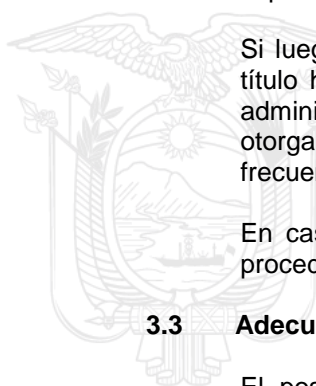 Si lueg
título h
admini
otorga
frecue
En cas
proced
3.3 Adecu
El pos